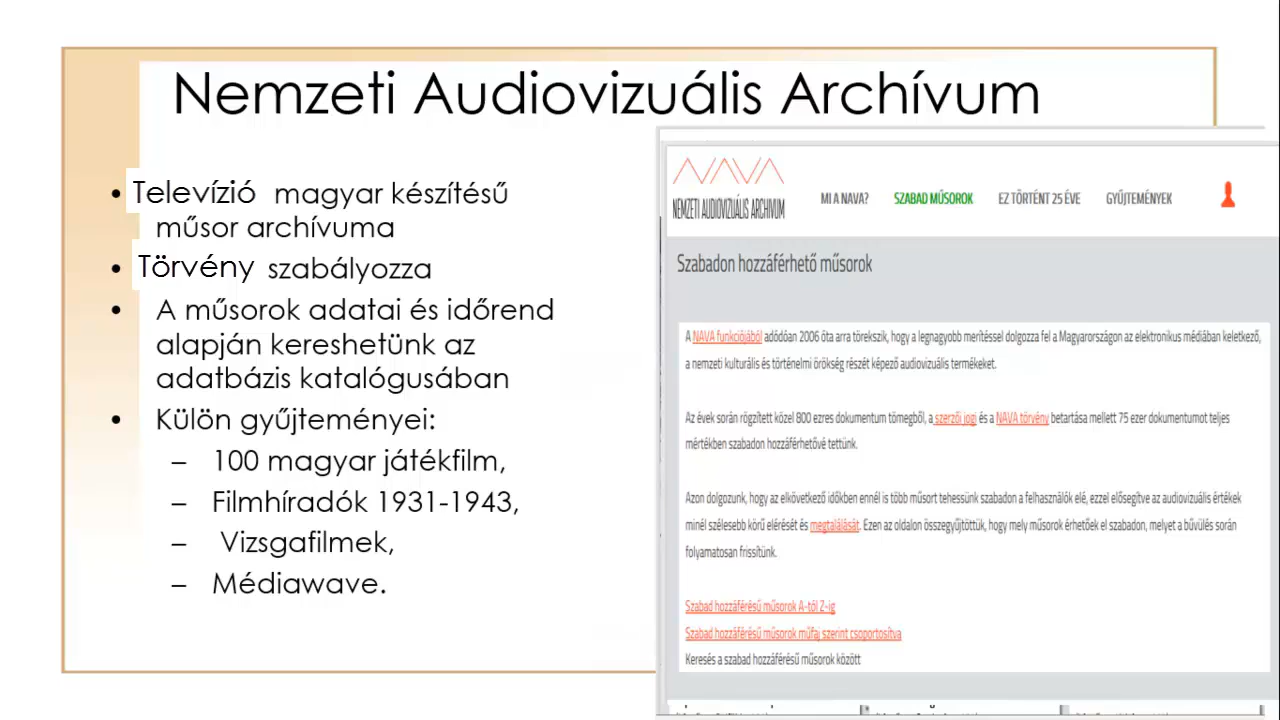 Nemzeti Audiovizuális Archívum
• Televízió magyar készítésű
műsor archívuma
• Törvény szabályozza
• A műsorok adatai és időrend
alapján kereshetünk az
adatbázis katalógusában
• Külön gyűjteményei:
– 100 magyar játékfilm,
– Filmhíradók 1931-1943,
– Vizsgafilmek,
– Médiawave.
NAVA
NEMZETI AUDIOVIZUÁLIS ARCHIVUM
MI A NAVA? SZABAD MŰSOROK EZ TÖRTÉNT 25 ÉVE GYŰJTEMÉNYEK
Szabadon hozzáférhető műsorok
A NAVA funkciójából adódóan 2006 óta arra törekszik, hogy a legnagyobb merítéssel dolgozza fel a Magyarországon az elektronikus médiában keletkező,
a nemzeti kulturális és történelmi örökség részét képező audiovizuális termékeket.
Az évek során rögzített közel 800 ezres dokumentum tömegből, a szerzői jogi és a NAVA törvény betartása mellett 75 ezer dokumentumot teljes
mértékben szabadon hozzáférhetővé tettünk.
Azon dolgozunk, hogy az elkövetkező időkben ennél is több műsort tehessünk szabadon a felhasználók elé, ezzel elősegítve az audiovizuális értékek
minél szélesebb körű elérését és megtalálását. Ezen az oldalon összegyűjtöttük, hogy mely műsorok érhetőek el szabadon, melyet a bűvülés során
folyamatosan frissítünk.
Szabad hozzáférésű műsorok A-tól Z-ig
Szabad hozzáférésű műsorok műfaj szerint csoportosítva
Keresés a szabad hozzáférésű műsorok között